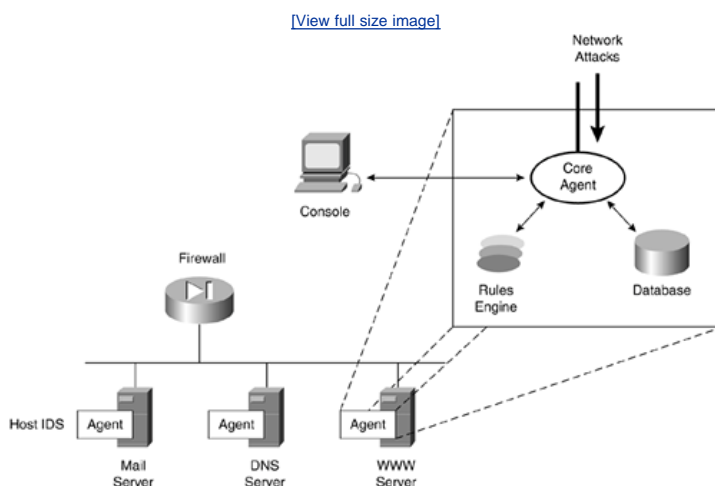 [View full size image]
Network
Attacks
Core
Agent
Console
Rules
Engine
Database
Firewall
Host IDS
Agent
Agent
Agent
Mail
Server
DNS
Server
WWW
Server